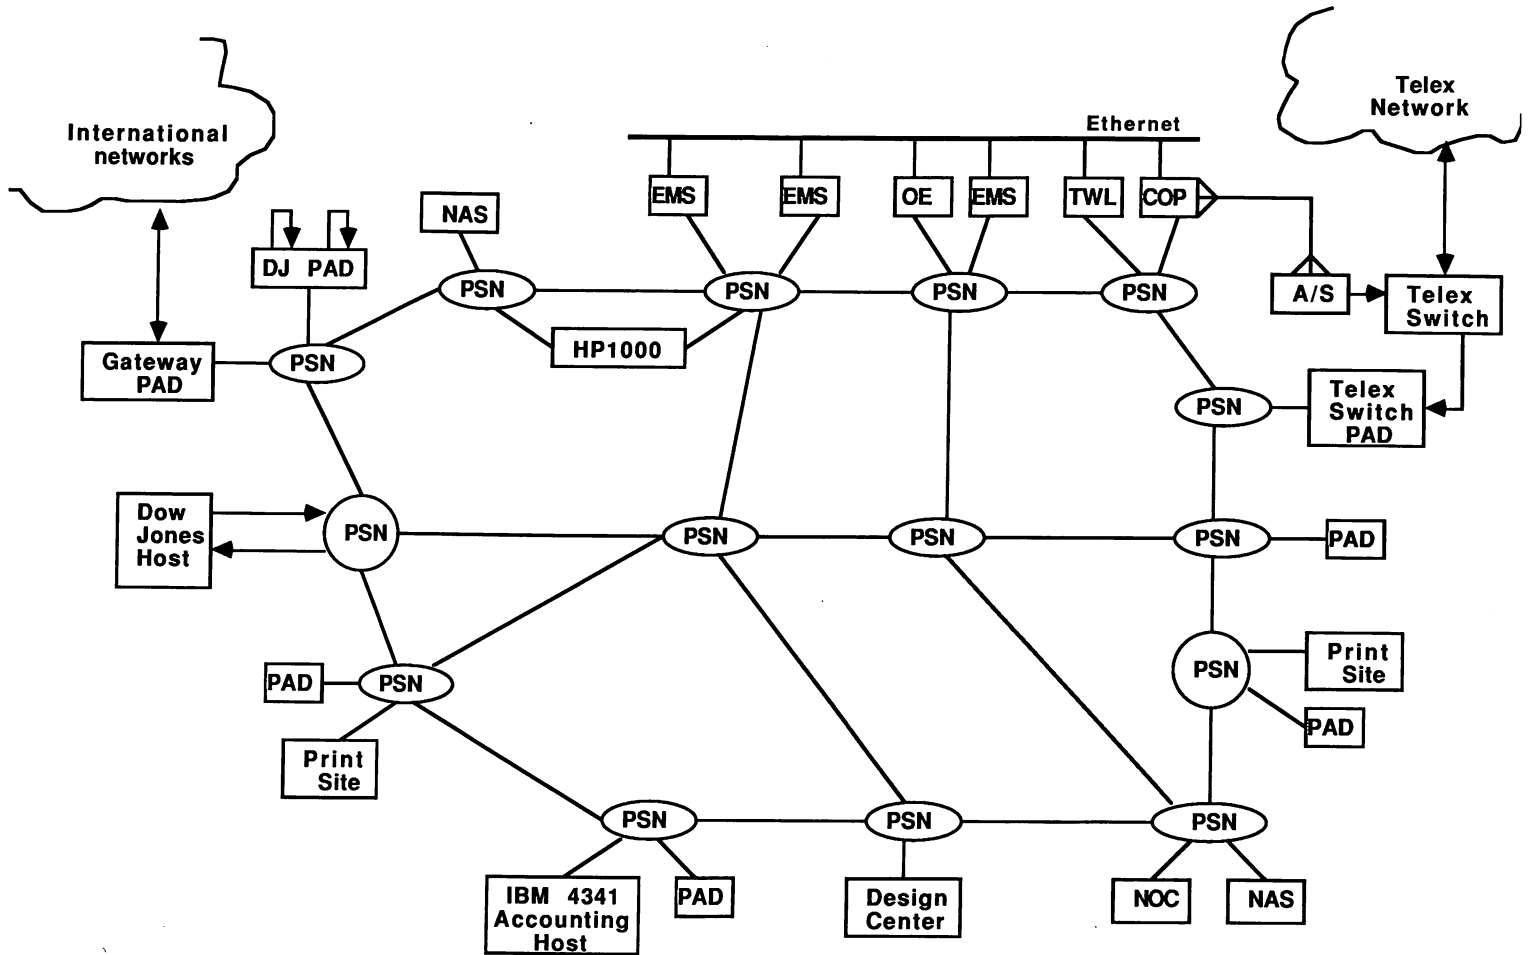 International
networks
Telex
Network
Ethernet
NAS
EMS
EMS
OE
EMS
TWL
COP
DJ PAD
PSN
PSN
PSN
PSN
A/S
Telex
Switch
HP1000
Gateway
PAD
PSN
PSN
Telex
Switch
PAD
Dow
Jones
Host
PSN
PSN
PSN
PSN
PAD
PAD
PSN
PSN
Print
Site
PAD
Print
Site
PSN
PSN
PSN
IBM 4341
Accounting
Host
PAD
Design
Center
NOC
NAS